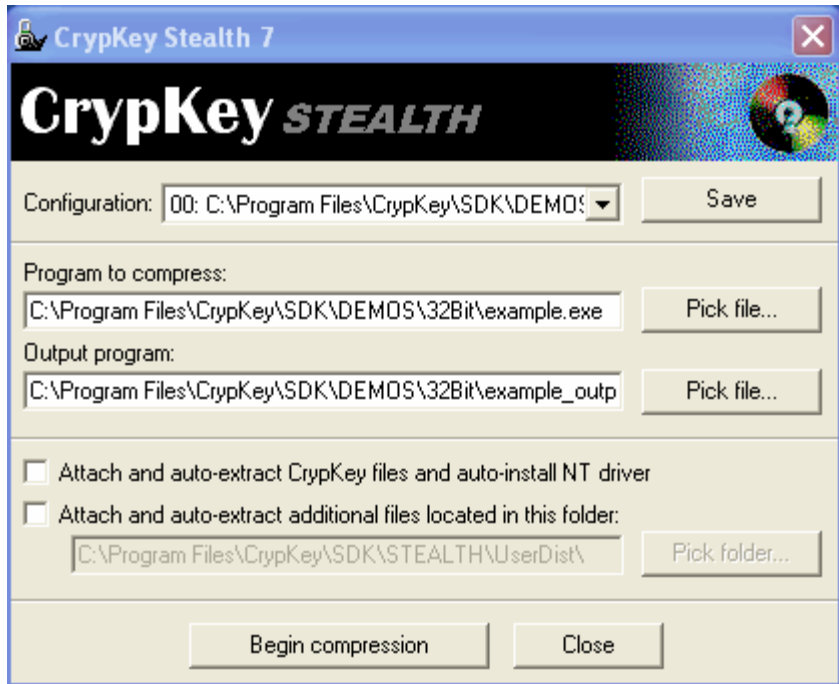 CrypKey Stealth 7
CrypKey STEALTH
Configuration: 00: C:\Program Files\CrypKey\SDK\DEMOS Save
Program to compress:
C:\Program Files\CrypKey\SDK\DEMOS\32Bit\example.exe Pick file...
Output program:
C:\Program Files\CrypKey\SDK\DEMOS\32Bit\example_outp Pick file...
Attach and auto-extract CrypKey files and auto-install NT driver
Attach and auto-extract additional files located in this folder:
C:\Program Files\CrypKey\SDK\STEALTH\UserDist\ Pick folder...
Begin compression Close